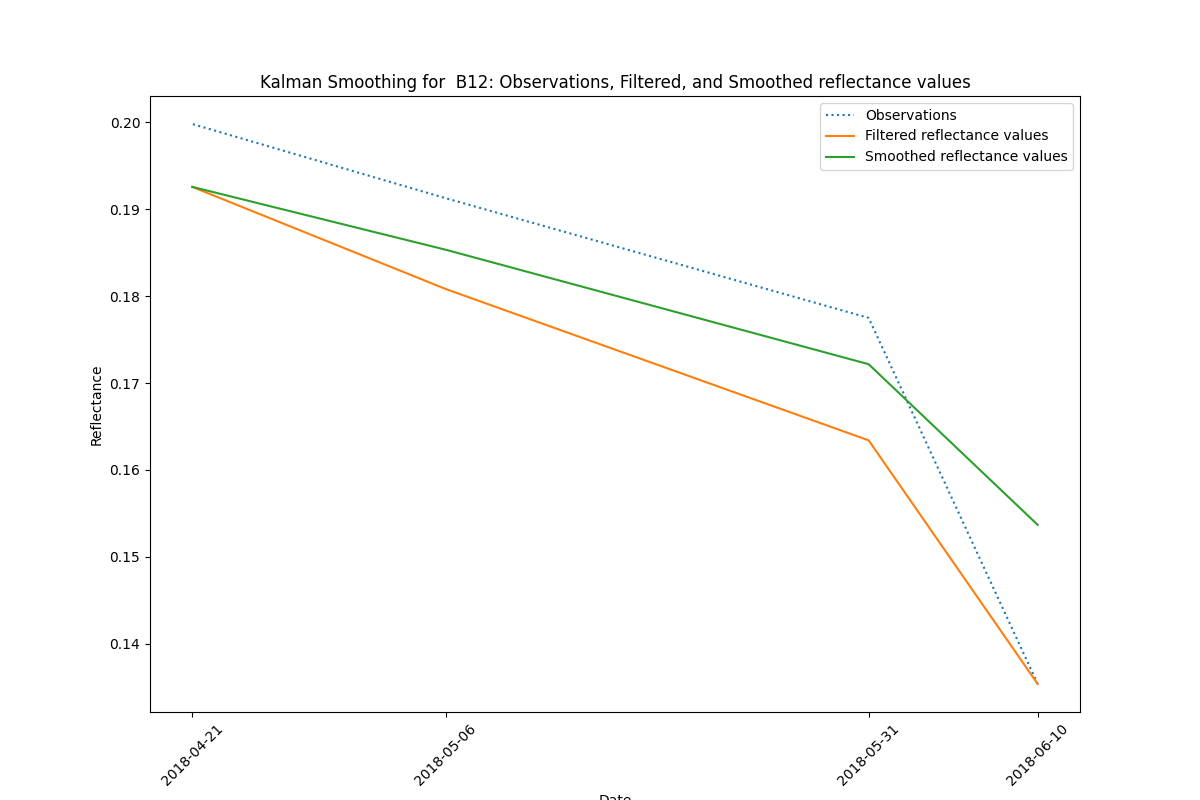 Kalman Smoothing for  B12: Observations, Filtered, and Smoothed reflectance values
Observations
Filtered reflectance values
Smoothed reflectance values
Reflectance
0.20
0.19
0.18
0.17
0.16
0.15
0.14
2018-04-21
2018-05-06
2018-05-31
2018-06-10
Date